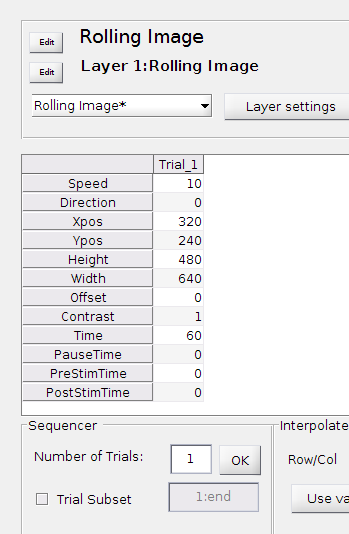 Edit Rolling Image
Edit Layer 1:Rolling Image
Rolling Image* Layer settings
Trial_1
Speed 10
Direction 0
Xpos 320
Ypos 240
Height 480
Width 640
Offset 0
Contrast 1
Time 60
PauseTime 0
PreStimTime 0
PostStimTime 0
Sequencer Interpolate
Number of Trials: 1 OK Row/Col
Trial Subset 1:end Use va